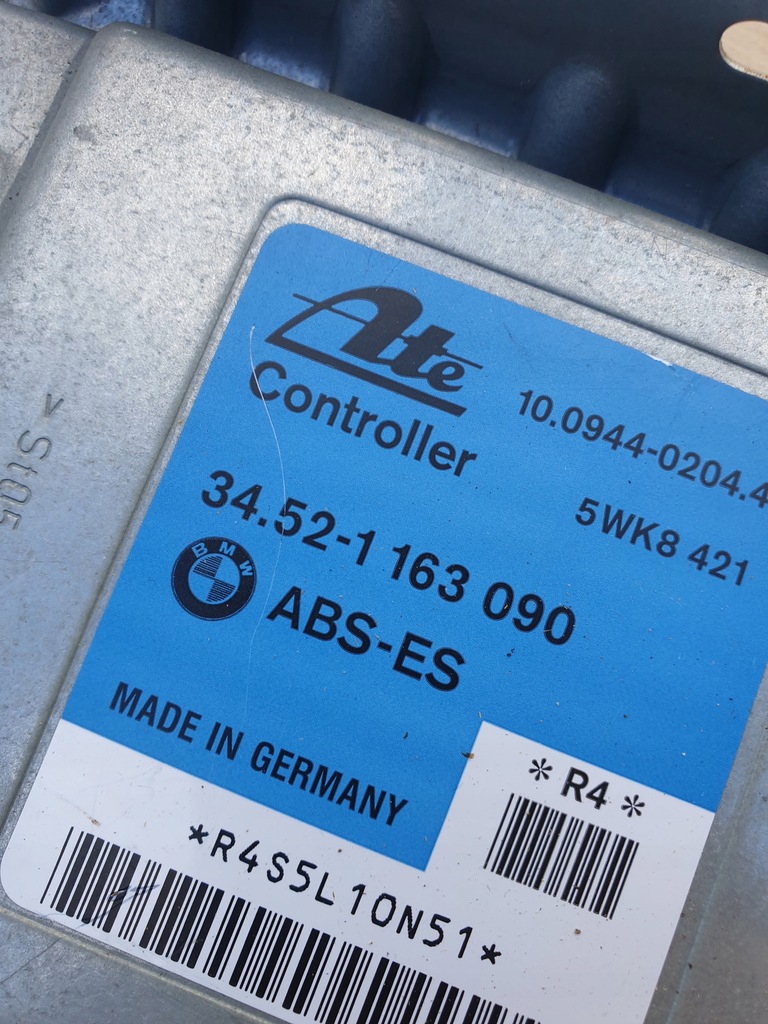 Ate
Controller
10.0944-0204.4
5WK8 421
34.52-1 163 090
BMW
ABS-ES
MADE IN GERMANY
* R4 *
*R4S5L10N51*
> St05